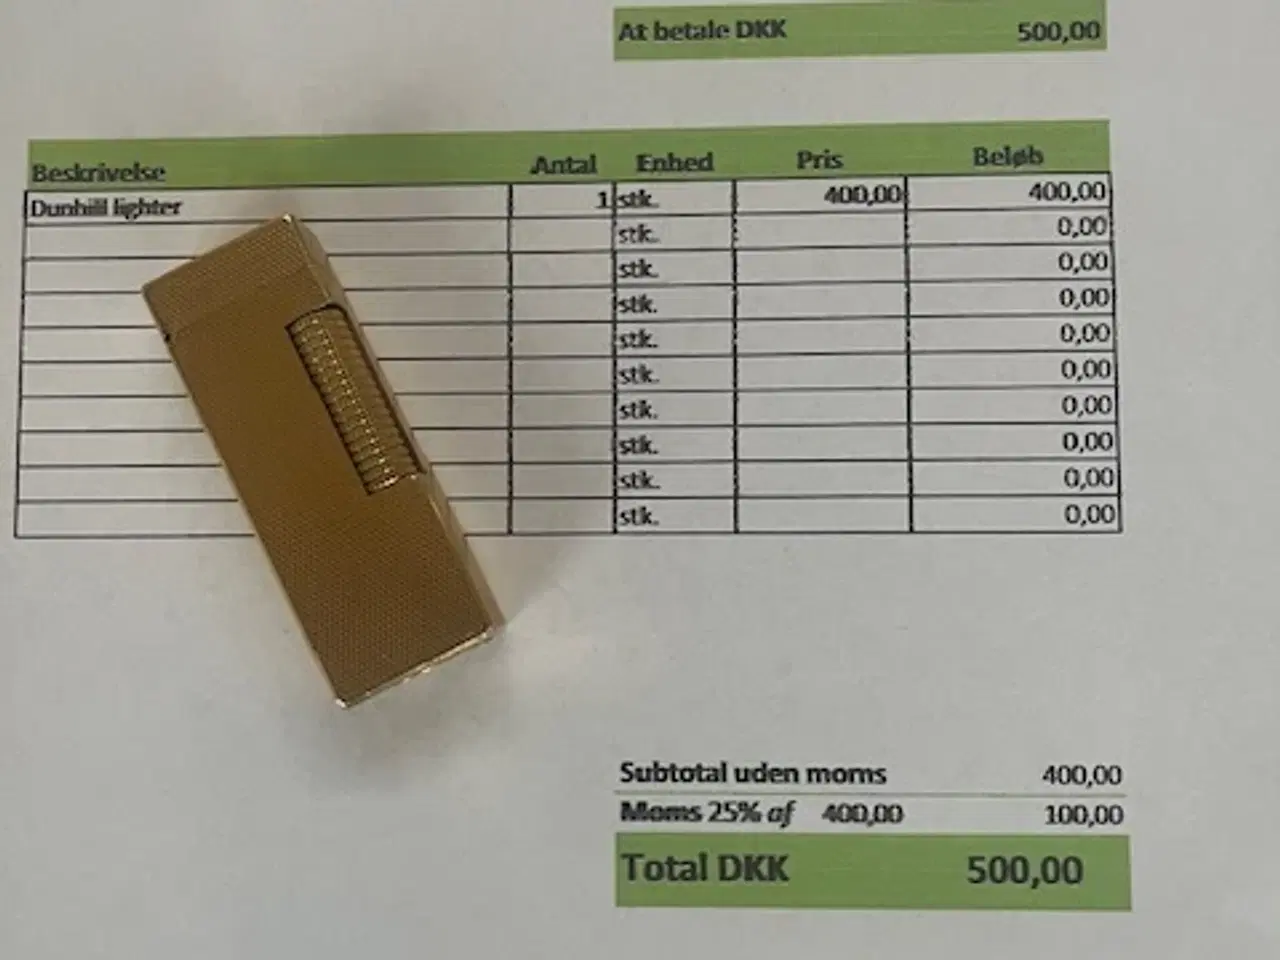 At betale DKK 500,00
Beskrivelse Antal Enhed Pris Beløb
Dunhill lighter 1 stk. 400,00 400,00
stk. 0,00
stk. 0,00
stk. 0,00
stk. 0,00
stk. 0,00
stk. 0,00
stk. 0,00
stk. 0,00
stk. 0,00
Subtotal uden moms 400,00
Moms 25% af 400,00 100,00
Total DKK 500,00